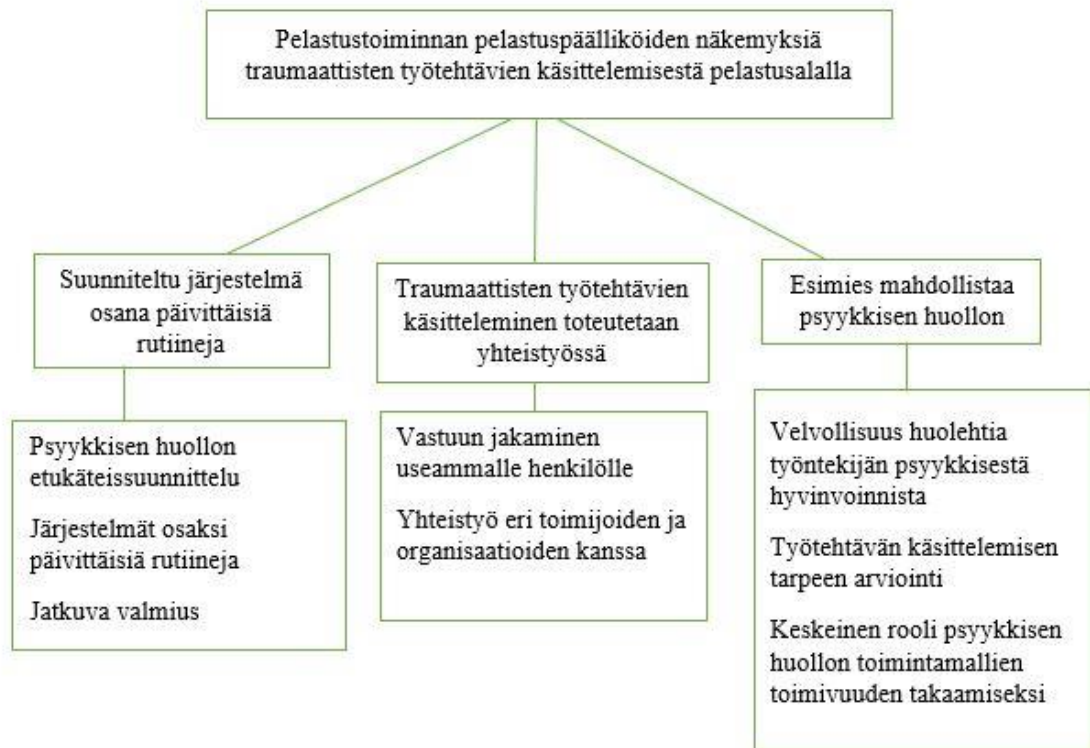 Pelastustoiminnan pelastuspäälliköiden näkemyksiä
traumaattisten työtehtävien käsittelemisestä pelastusalalla
Suunniteltu järjestelmä
osana päivittäisiä
rutiineja
Traumaattisten työtehtävien
käsitteleminen toteutetaan
yhteistyössä
Esimies mahdollistaa
psyykkisen huollon
Psyykkisen huollon
etukäteissuunnittelu
Järjestelmät osaksi
päivittäisiä rutiineja
Jatkuva valmius
Vastuun jakaminen
useammalle henkilölle
Yhteistyö eri toimijoiden ja
organisaatioiden kanssa
Velvollisuus huolehtia
työntekijän psyykkisestä
hyvinvoinnista
Työtehtävän käsittelemisen
tarpeen arviointi
Keskeinen rooli psyykkisen
huollon toimintamallien
toimivuuden takaamiseksi